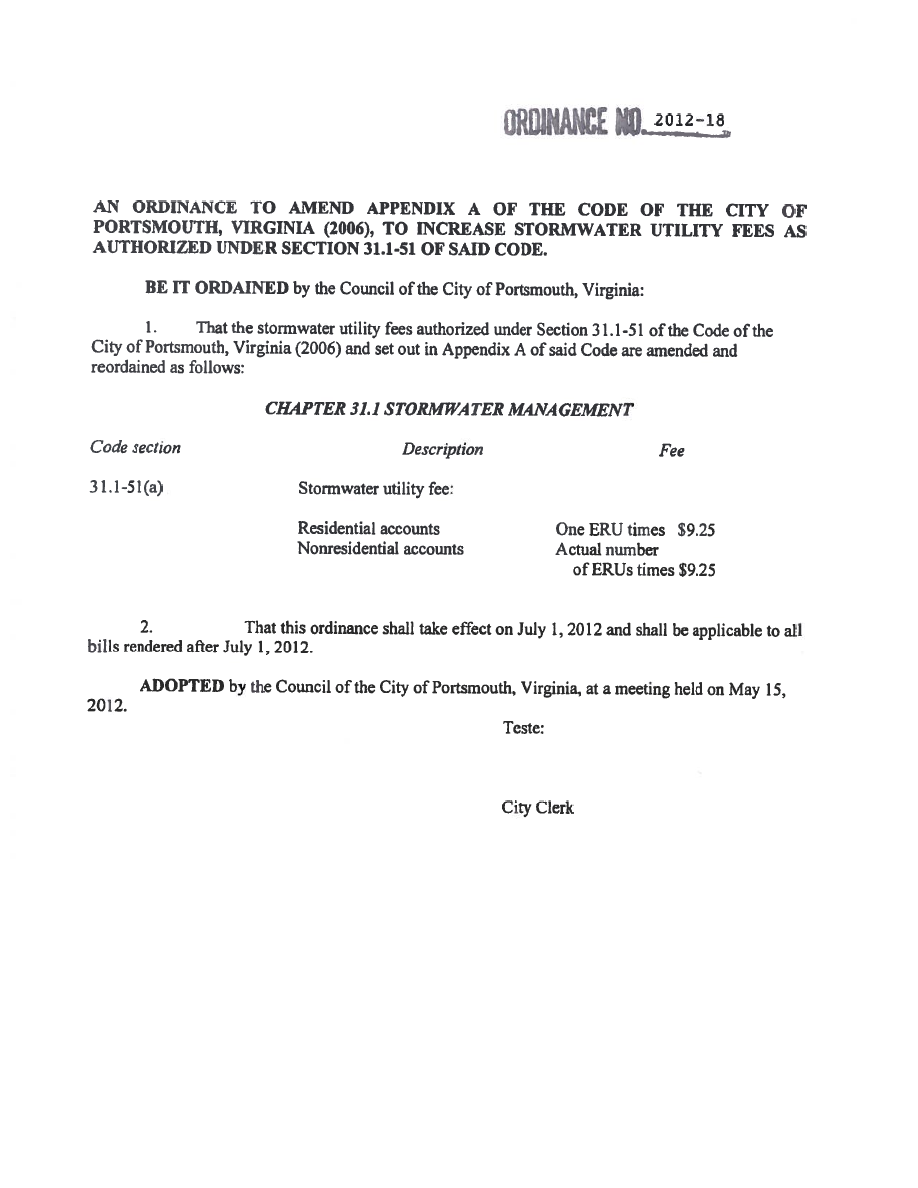 ORDINANCE NO. 2012-18
AN ORDINANCE TO AMEND APPENDIX A OF THE CODE OF THE CITY OF
PORTSMOUTH, VIRGINIA (2006), TO INCREASE STORMWATER UTILITY FEES AS
AUTHORIZED UNDER SECTION 31.1-51 OF SAID CODE.
BE IT ORDAINED by the Council of the City of Portsmouth, Virginia:
1. That the stormwater utility fees authorized under Section 31.1-51 of the Code of the
City of Portsmouth, Virginia (2006) and set out in Appendix A of said Code are amended and
reordained as follows:
CHAPTER 31.1 STORMWATER MANAGEMENT
Code section Description Fee
31.1-51(a) Stormwater utility fee:
Residential accounts One ERU times $9.25
Nonresidential accounts Actual number
of ERUs times $9.25
2. That this ordinance shall take effect on July 1, 2012 and shall be applicable to all
bills rendered after July 1, 2012.
ADOPTED by the Council of the City of Portsmouth, Virginia, at a meeting held on May 15,
2012.
Teste:
City Clerk